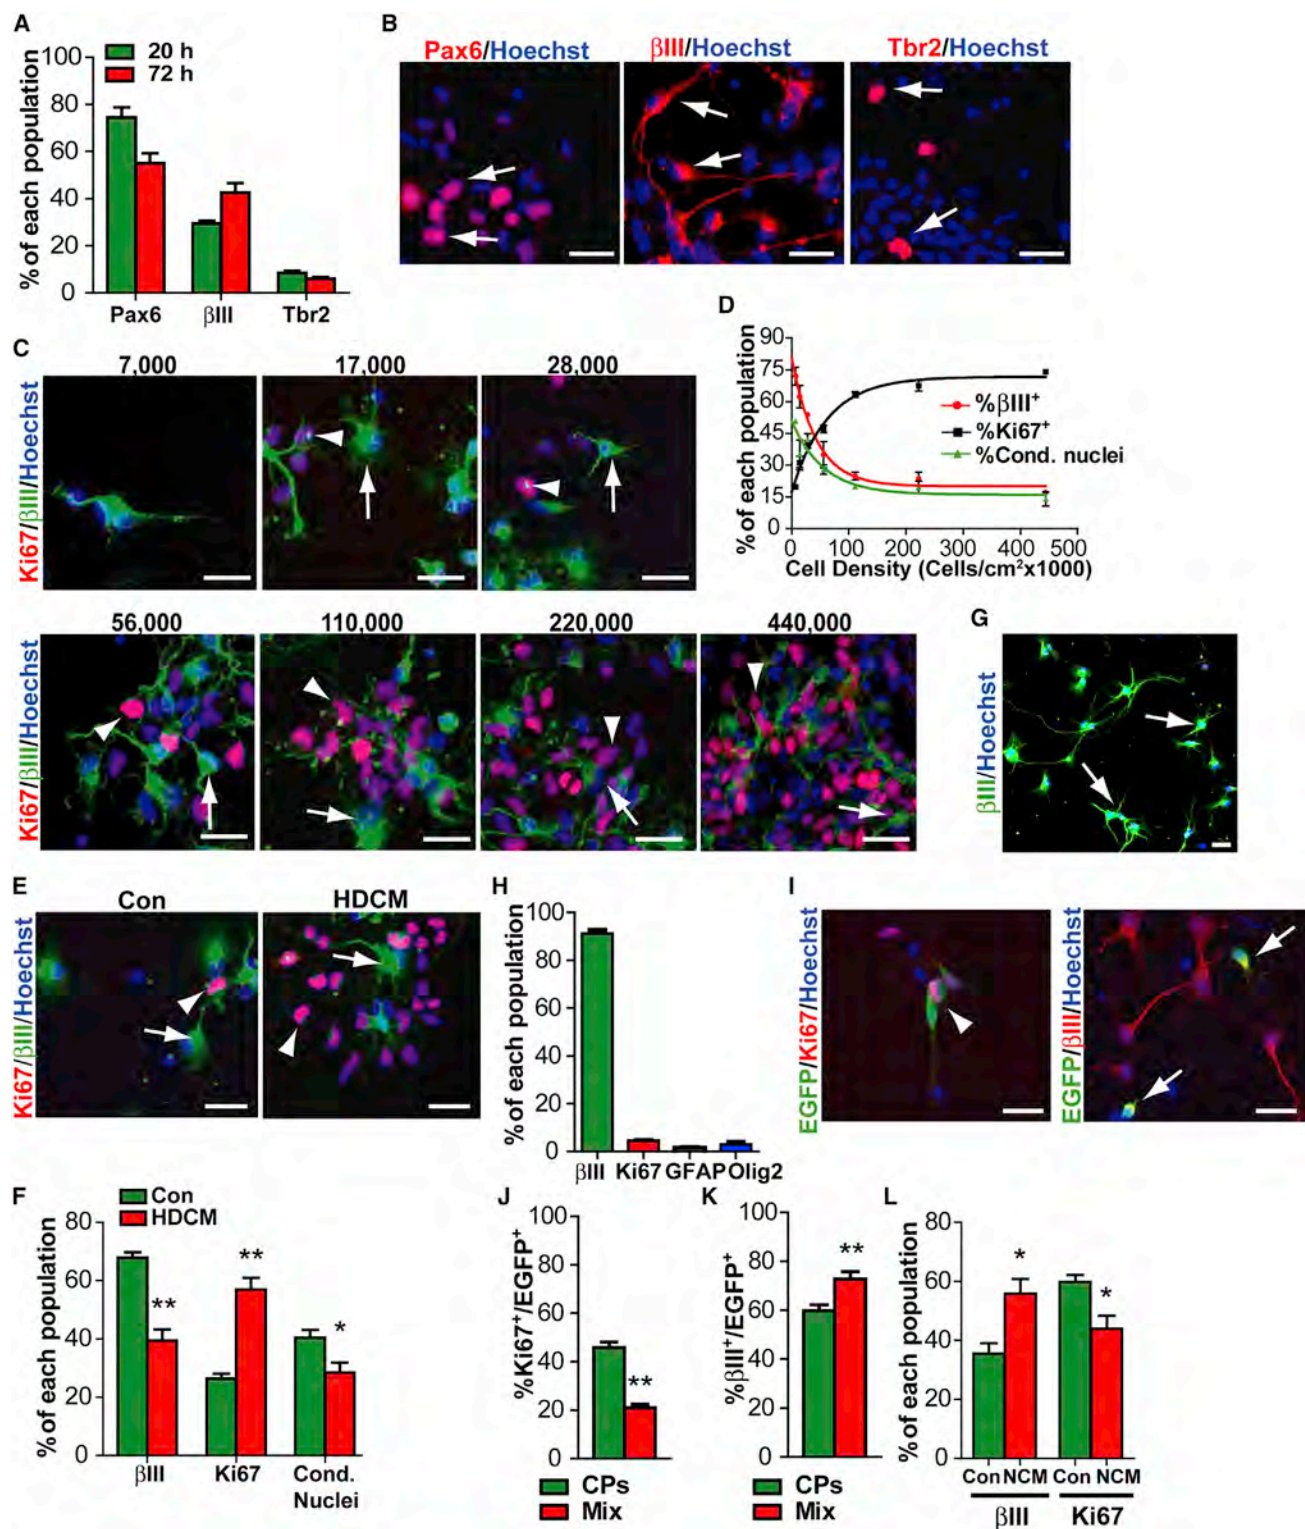 A
20 h
72 h
% of each population
100
80
60
40
20
0
Pax6
βIII
Tbr2
B
Pax6/Hoechst
βIII/Hoechst
Tbr2/Hoechst
C
7,000
17,000
28,000
Ki67/βIII/Hoechst
56,000
110,000
220,000
440,000
Ki67/βIII/Hoechst
D
% of each population
90
75
60
45
30
15
0
%βIII+
%Ki67+
%Cond. nuclei
0 100 200 300 400 500
Cell Density (Cells/cm²x1000)
G
βIII/Hoechst
E
Con
HDCM
Ki67/βIII/Hoechst
H
% of each population
100
80
60
40
20
0
βIII Ki67 GFAP Olig2
I
EGFP/Ki67/Hoechst
EGFP/βIII/Hoechst
F
Con
HDCM
% of each population
80
60
40
20
0
**
**
*
βIII
Ki67
Cond.
Nuclei
J
%Ki67+/EGFP+
100
80
60
40
20
0
**
CPs
Mix
K
%βIII+/EGFP+
100
80
60
40
20
0
**
CPs
Mix
L
% of each population
80
60
40
20
0
*
*
Con NCM Con NCM
βIII
Ki67